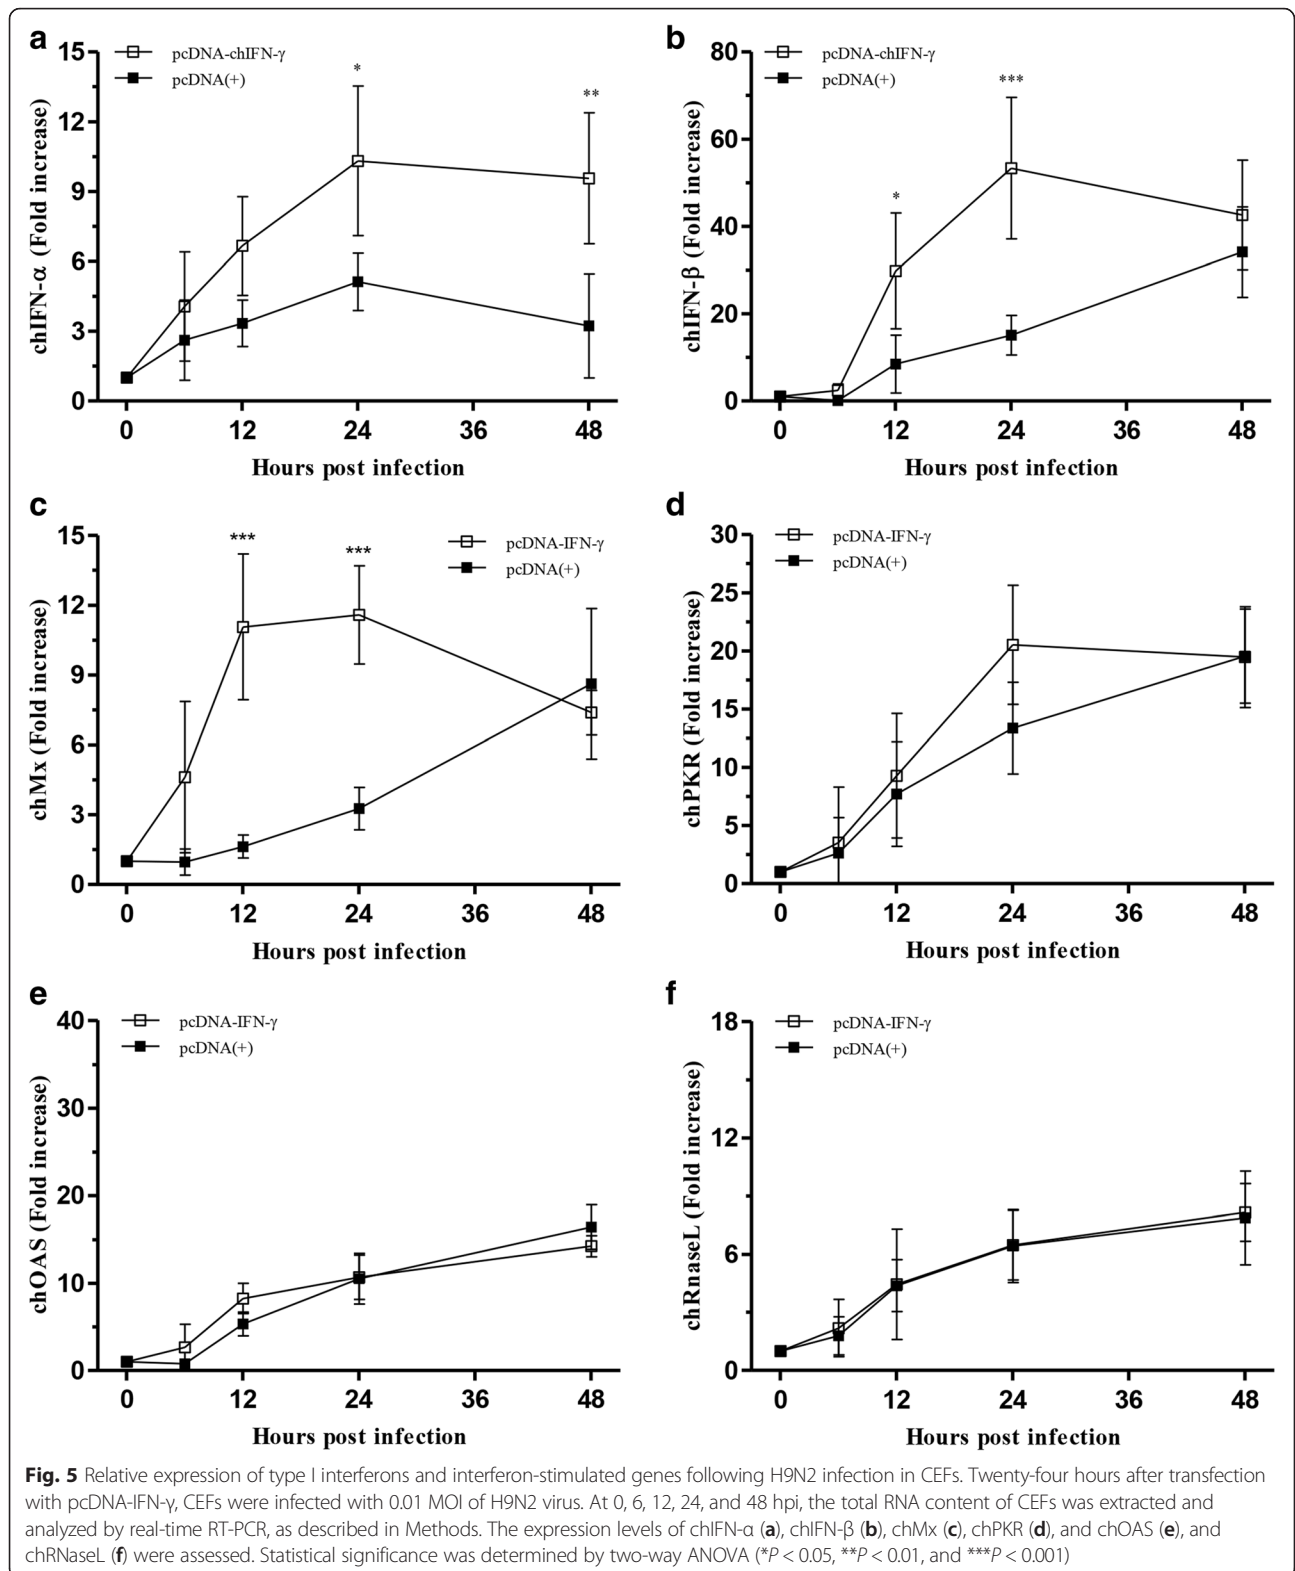 a
15
12
9
6
3
0
chIFN-α (Fold increase)
pcDNA-chIFN-γ
pcDNA(+)
*
**
0 12 24 36 48
Hours post infection
b
80
60
40
20
0
chIFN-β (Fold increase)
pcDNA-chIFN-γ
pcDNA(+)
*
***
0 12 24 36 48
Hours post infection
c
15
12
9
6
3
0
chMx (Fold increase)
***
***
pcDNA-IFN-γ
pcDNA(+)
0 12 24 36 48
Hours post infection
d
30
25
20
15
10
5
0
chPKR (Fold increase)
pcDNA-IFN-γ
pcDNA(+)
0 12 24 36 48
Hours post infection
e
40
30
20
10
0
chOAS (Fold increase)
pcDNA-IFN-γ
pcDNA(+)
0 12 24 36 48
Hours post infection
f
18
12
6
0
chRnaseL (Fold increase)
pcDNA-IFN-γ
pcDNA(+)
0 12 24 36 48
Hours post infection
Fig. 5 Relative expression of type I interferons and interferon-stimulated genes following H9N2 infection in CEFs. Twenty-four hours after transfection
with pcDNA-IFN-γ, CEFs were infected with 0.01 MOI of H9N2 virus. At 0, 6, 12, 24, and 48 hpi, the total RNA content of CEFs was extracted and
analyzed by real-time RT-PCR, as described in Methods. The expression levels of chIFN-α (a), chIFN-β (b), chMx (c), chPKR (d), and chOAS (e), and
chRNaseL (f) were assessed. Statistical significance was determined by two-way ANOVA (*P < 0.05, **P < 0.01, and ***P < 0.001)